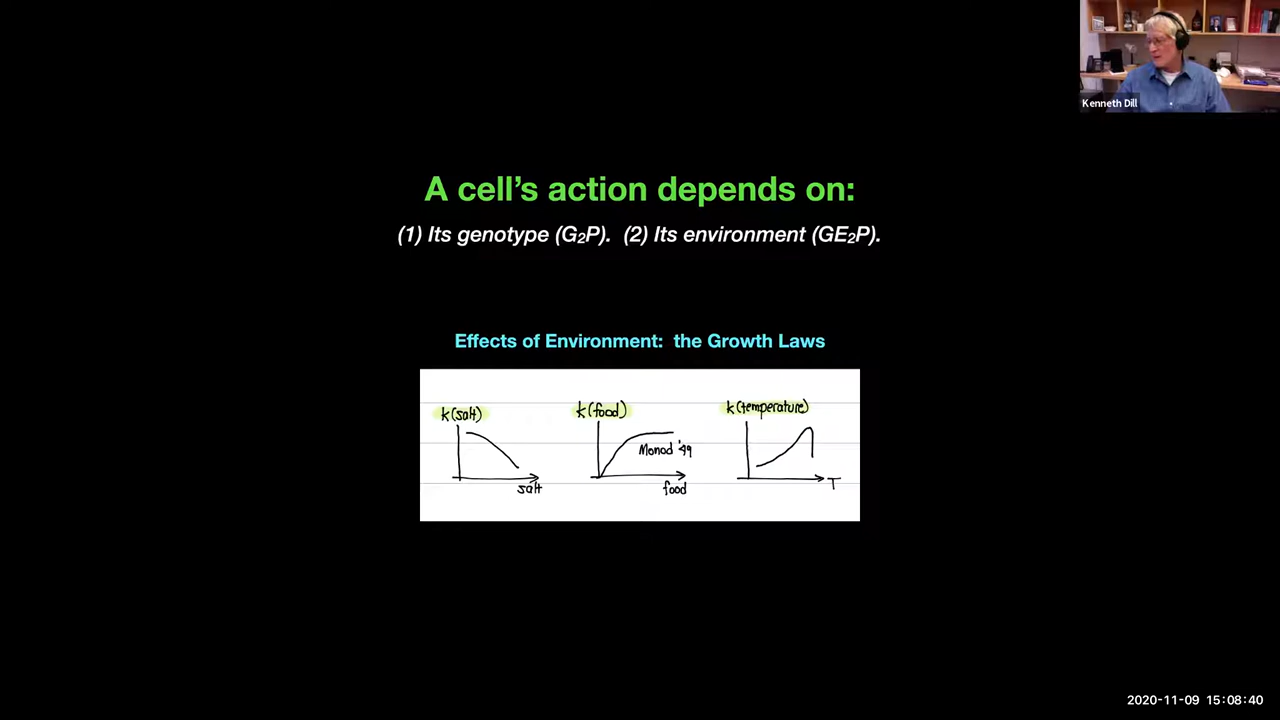 Kenneth Dill
A cell's action depends on:
(1) Its genotype (G₂P). (2) Its environment (GE₂P).
Effects of Environment: the Growth Laws
k(salt)
salt
k(food)
Monod '49
food
k(temperature)
T
2020-11-09 15:08:40